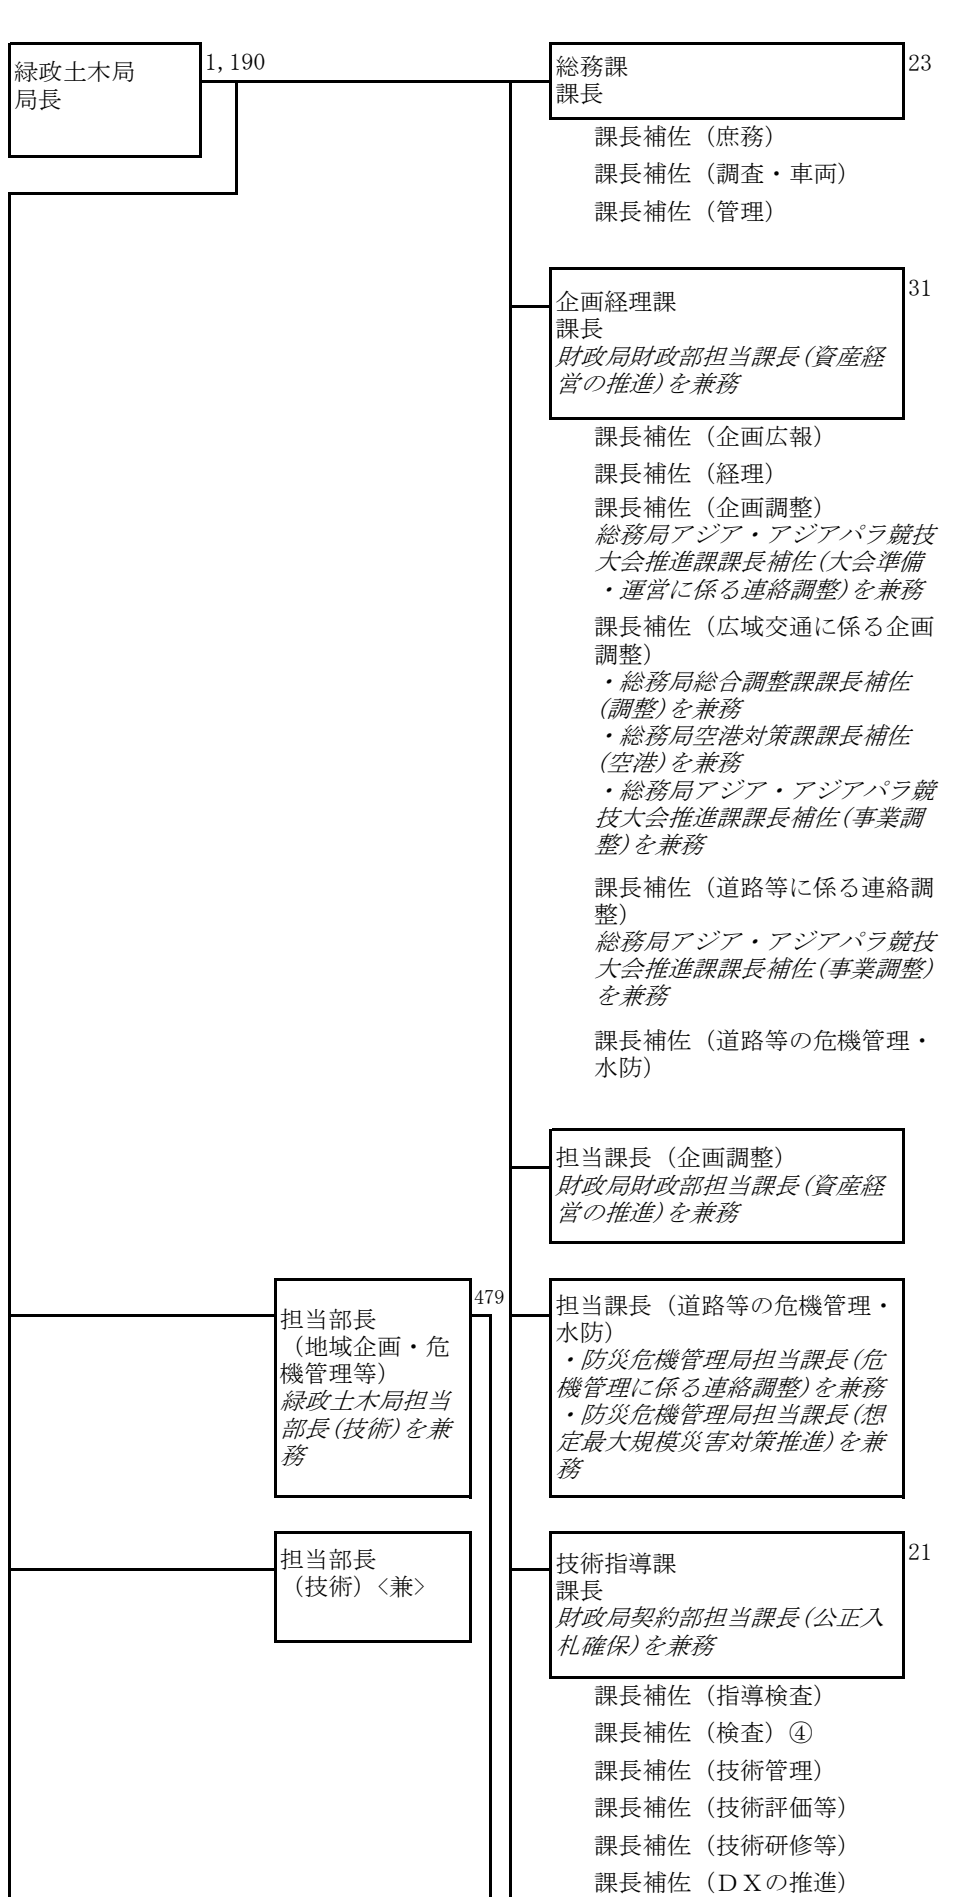 緑政土木局
局長
1,190
総務課
課長
23
課長補佐（庶務）
課長補佐（調査・車両）
課長補佐（管理）
企画経理課
課長
財政局財政部担当課長(資産経
営の推進)を兼務
31
課長補佐（企画広報）
課長補佐（経理）
課長補佐（企画調整）
総務局アジア・アジアパラ競技
大会推進課課長補佐(大会準備
・運営に係る連絡調整)を兼務
課長補佐（広域交通に係る企画
調整）
・総務局総合調整課課長補佐
(調整)を兼務
・総務局空港対策課課長補佐
(空港)を兼務
・総務局アジア・アジアパラ競
技大会推進課課長補佐(事業調
整)を兼務
課長補佐（道路等に係る連絡調
整）
総務局アジア・アジアパラ競技
大会推進課課長補佐(事業調整)
を兼務
課長補佐（道路等の危機管理・
水防）
担当課長（企画調整）
財政局財政部担当課長(資産経
営の推進)を兼務
担当部長
（地域企画・危
機管理等）
緑政土木局担当
部長(技術)を兼
務
479
担当課長（道路等の危機管理・
水防）
・防災危機管理局担当課長(危
機管理に係る連絡調整)を兼務
・防災危機管理局担当課長(想
定最大規模災害対策推進)を兼
務
担当部長
（技術）<兼>
技術指導課
課長
財政局契約部担当課長(公正入
札確保)を兼務
21
課長補佐（指導検査）
課長補佐（検査）④
課長補佐（技術管理）
課長補佐（技術評価等）
課長補佐（技術研修等）
課長補佐（ＤＸの推進）